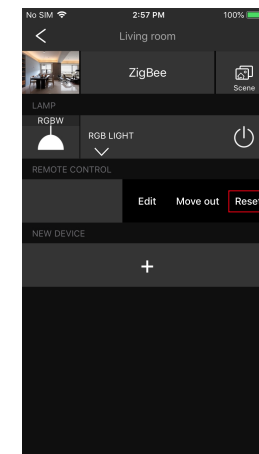 No SIM 2:57 PM 100%
Living room
ZigBee
Scene
LAMP
RGBW
RGB LIGHT
REMOTE CONTROL
Edit Move out Reset
NEW DEVICE
+